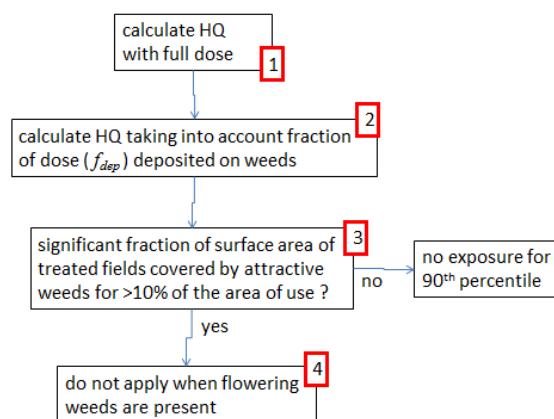 calculate HQ
with full dose
1
2
calculate HQ taking into account fraction
of dose (f_dep) deposited on weeds
3
significant fraction of surface area of
treated fields covered by attractive
weeds for >10% of the area of use ?
no
no exposure for
90th percentile
yes
4
do not apply when flowering
weeds are present